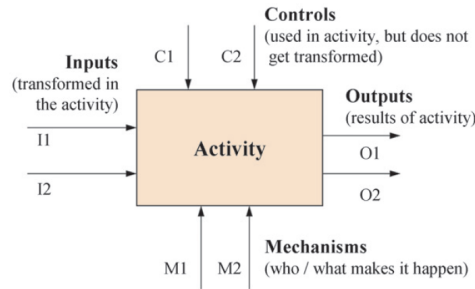 Controls
(used in activity, but does not
get transformed)
C1
C2
Inputs
(transformed in
the activity)
I1
I2
Activity
Outputs
(results of activity)
O1
O2
Mechanisms
(who / what makes it happen)
M1
M2